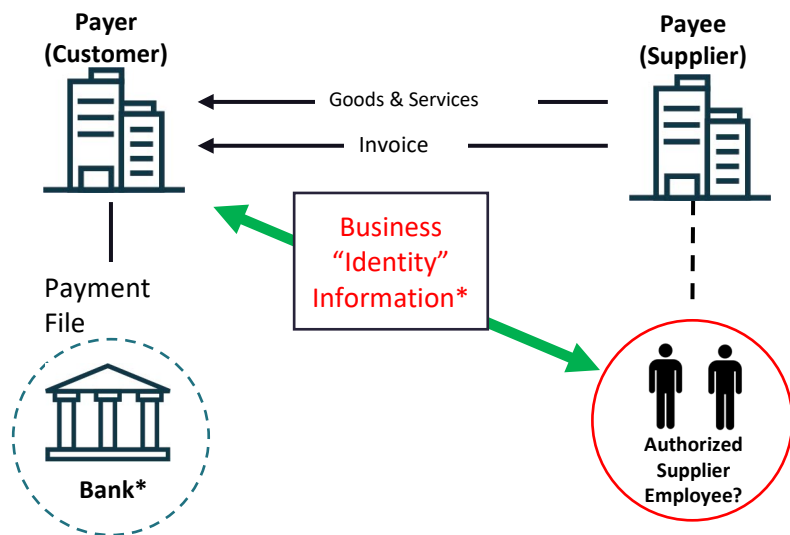 Payer
(Customer)
Payee
(Supplier)
Goods & Services
Invoice
Business
“Identity”
Information*
Payment
File
Bank*
Authorized
Supplier
Employee?